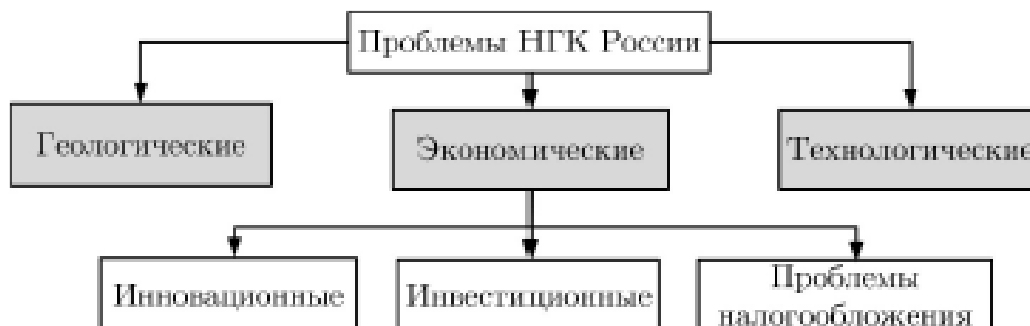 Проблемы НГК России
Геологические
Экономические
Технологические
Инновационные
Инвестиционные
Проблемы
налогообложения